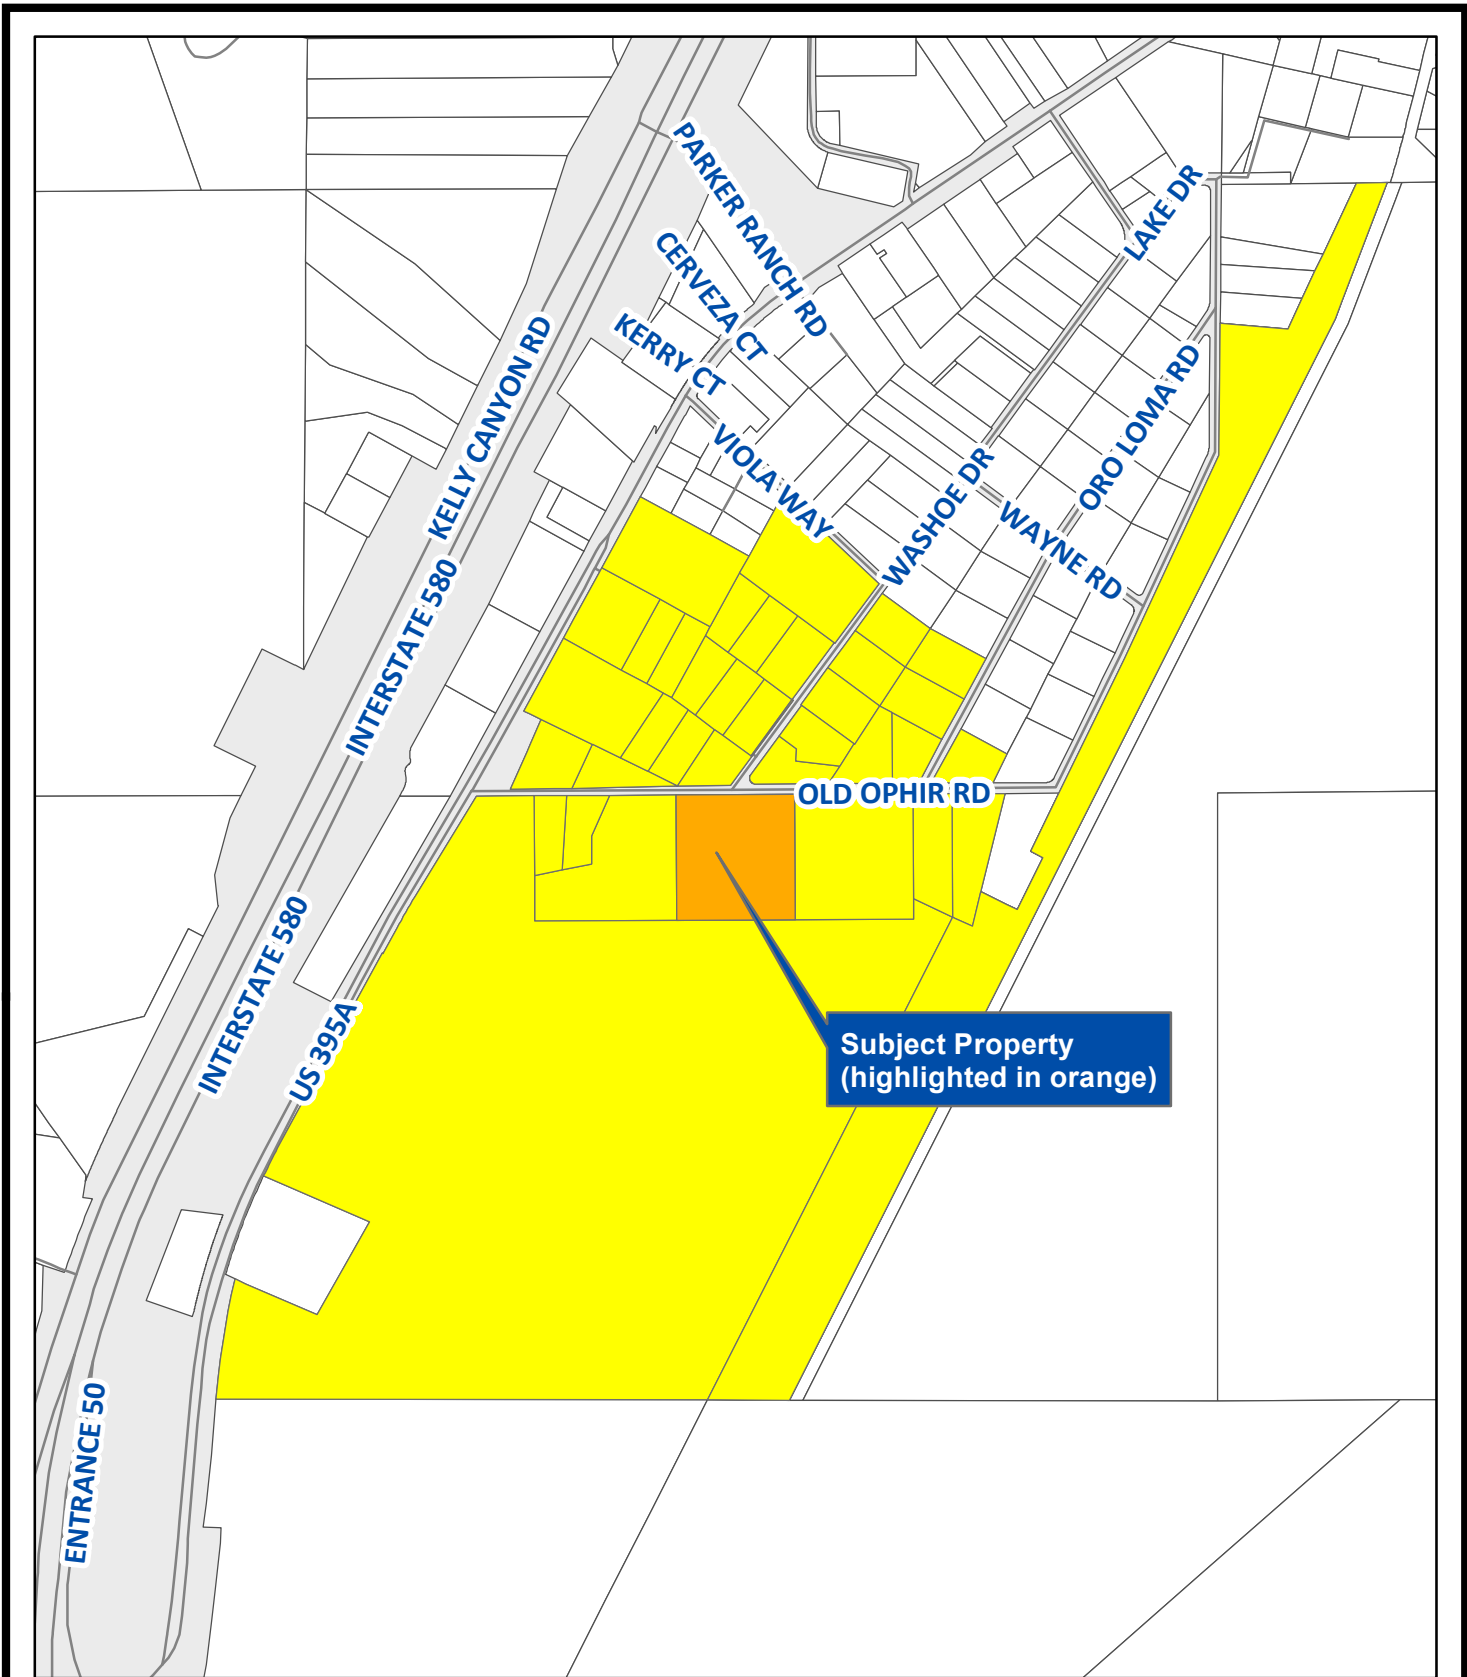 PARKER RANCH RD
LAKE DR
CERVEZA CT
KERRY CT
KELLY CANYON RD
ORO LOMA RD
VIOLA WAY
WASHOE DR
WAYNE RD
INTERSTATE 580
OLD OPHIR RD
INTERSTATE 580
US 395A
Subject Property
(highlighted in orange)
ENTRANCE 50